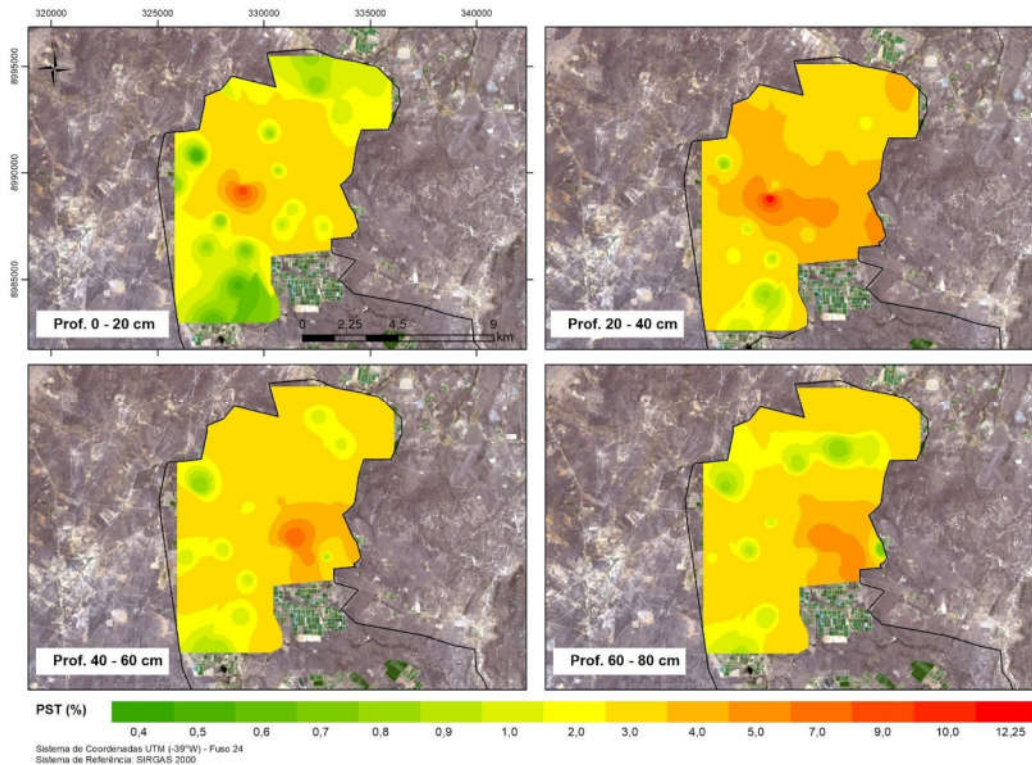 320000 325000 330000 335000 340000
8995000
8990000
8985000
Prof. 0 - 20 cm
0 2,25 4,5 9
km
Prof. 20 - 40 cm
Prof. 40 - 60 cm
Prof. 60 - 80 cm
PST (%)
0,4 0,5 0,6 0,7 0,8 0,9 1,0 2,0 3,0 4,0 5,0 7,0 9,0 10,0 12,25
Sistema de Coordenadas UTM (-39°W) - Fuso 24
Sistema de Referência: SIRGAS 2000